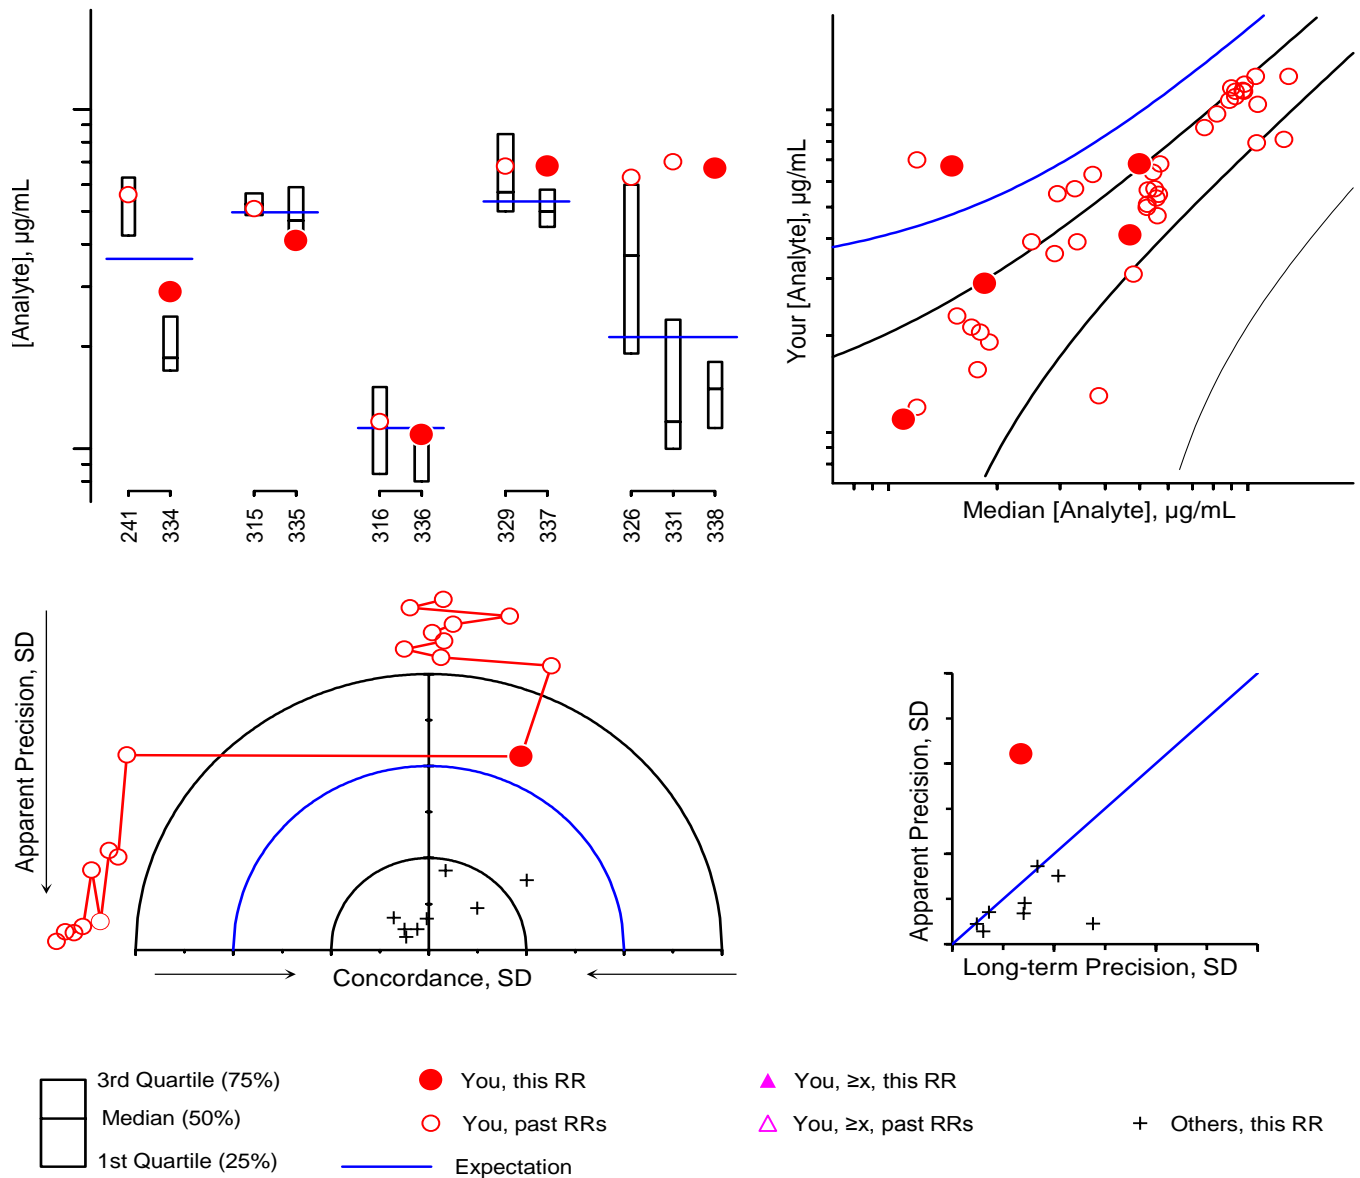 [Analyte], µg/mL
241
334
315
335
316
336
329
337
326
331
338
Your [Analyte], µg/mL
Median [Analyte], µg/mL
Apparent Precision, SD
Concordance, SD
Apparent Precision, SD
Long-term Precision, SD
3rd Quartile (75%)
Median (50%)
1st Quartile (25%)
You, this RR
You, past RRs
Expectation
You, ≥x, this RR
You, ≥x, past RRs
Others, this RR